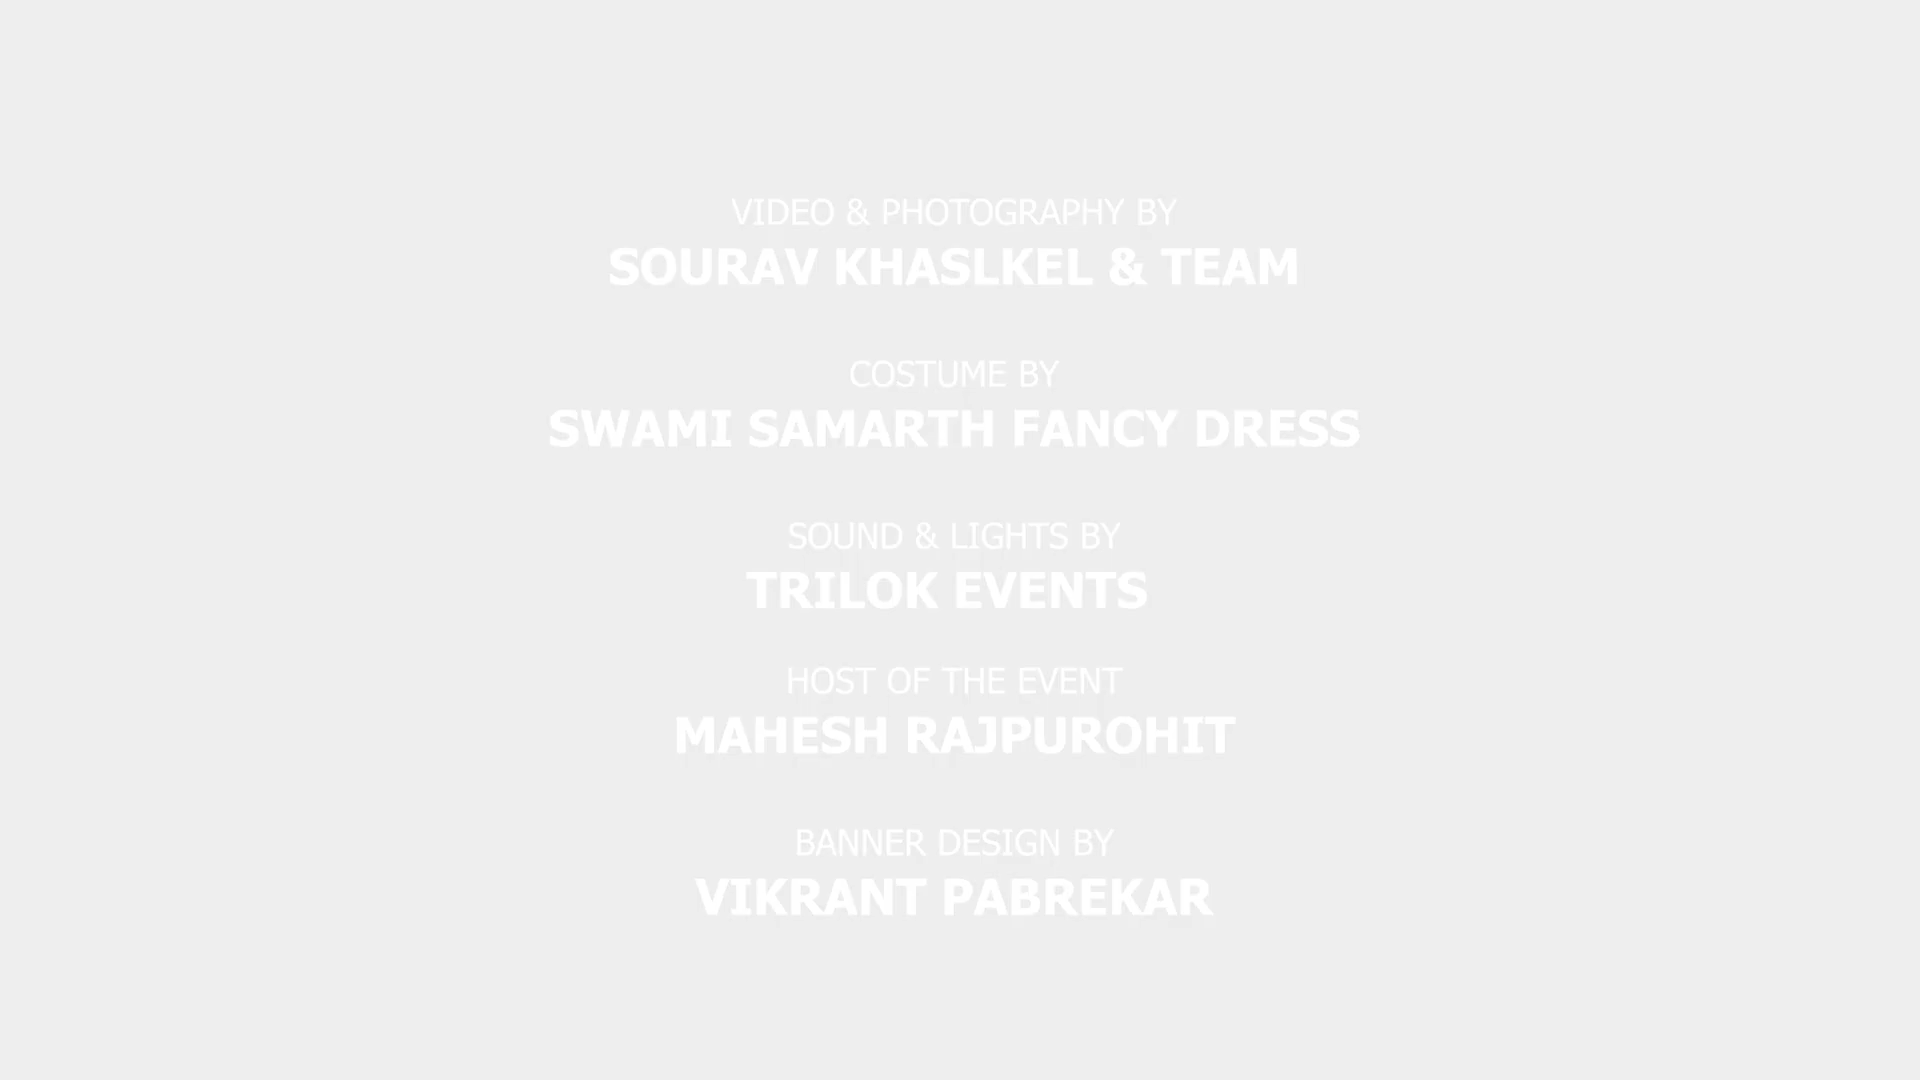 VIDEO & PHOTOGRAPHY BY
SOURAV KHASLKEL & TEAM
COSTUME BY
SWAMI SAMARTH FANCY DRESS
SOUND & LIGHTS BY
TRILOK EVENTS
HOST OF THE EVENT
MAHESH RAJPUROHIT
BANNER DESIGN BY
VIKRANT PABREKAR